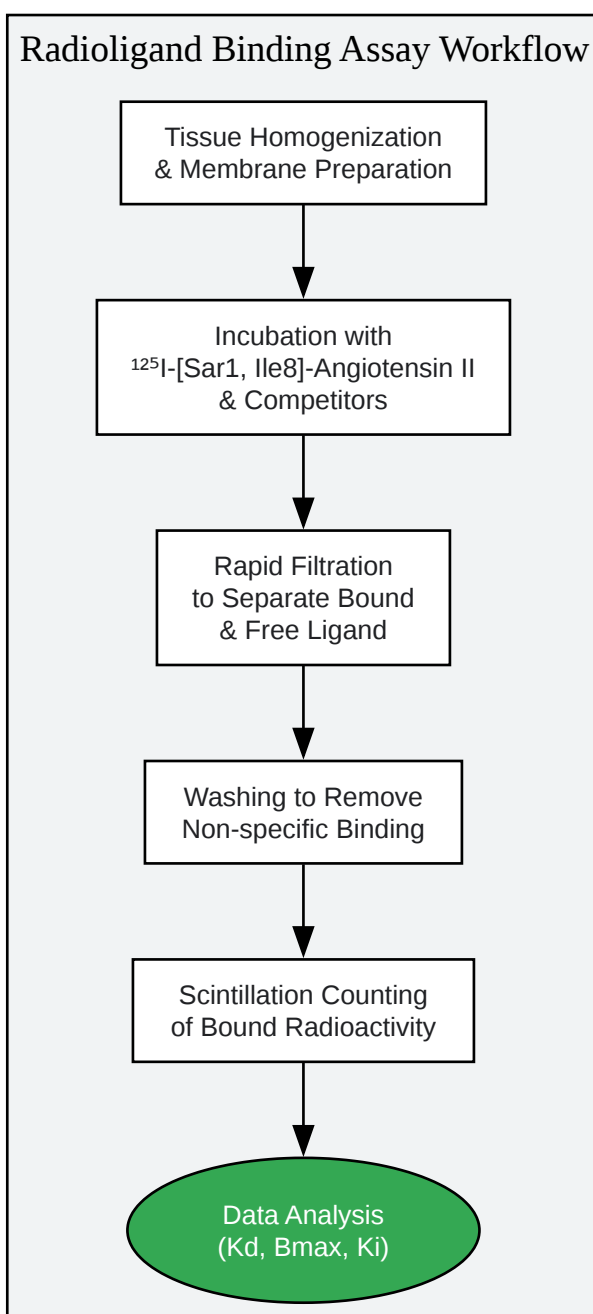 Radioligand Binding Assay Workflow
Tissue Homogenization
& Membrane Preparation
Incubation with
¹²⁵I-[Sar1, Ile8]-Angiotensin II
& Competitors
Rapid Filtration
to Separate Bound
& Free Ligand
Washing to Remove
Non-specific Binding
Scintillation Counting
of Bound Radioactivity
Data Analysis
(Kd, Bmax, Ki)